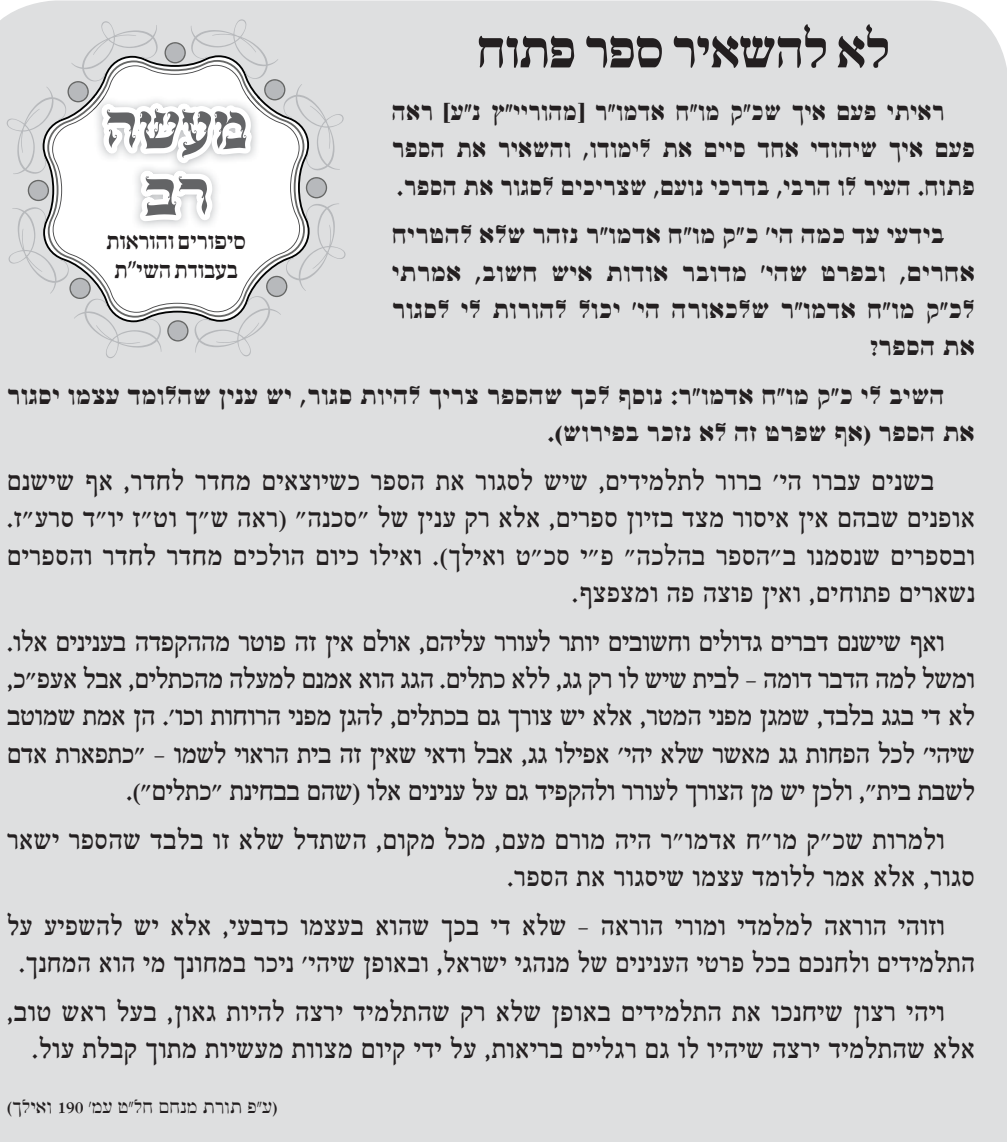 לא להשאיר ספר פתוח
מעשה
רב
סיפורים והוראות
בעבודת השי״ת
ראיתי פעם איך שכ״ק מו״ח אדמו״ר [מהוריי״ץ נ״ע] ראה
פעם איך שיהודי אחד סיים את לימודו, והשאיר את הספר
פתוח. העיר לו הרבי, בדרכי נועם, שצריכים לסגור את הספר.
בידעי עד כמה הי׳ כ״ק מו״ח אדמו״ר נזהר שלא להטריח
אחרים, ובפרט שהי׳ מדובר אודות איש חשוב, אמרתי
לכ״ק מו״ח אדמו״ר שלכאורה הי׳ יכול להורות לי לסגור
את הספר?
השיב לי כ״ק מו״ח אדמו״ר: נוסף לכך שהספר צריך להיות סגור, יש ענין שהלומד עצמו יסגור
את הספר (אף שפרט זה לא נזכר בפירוש).
בשנים עברו הי׳ ברור לתלמידים, שיש לסגור את הספר כשיוצאים מחדר לחדר, אף שישנם
אופנים שבהם אין איסור מצד בזיון ספרים, אלא רק ענין של ״סכנה״ (ראה ש״ך וט״ז יו״ד סרע״ז.
ובספרים שנסמנו ב״הספר בהלכה״ פ״י סכ״ט ואילך). ואילו כיום הולכים מחדר לחדר והספרים
נשארים פתוחים, ואין פוצה פה ומצפצף.
ואף שישנם דברים גדולים וחשובים יותר לעורר עליהם, אולם אין זה פוטר מההקפדה בענינים אלו.
ומשל למה הדבר דומה – לבית שיש לו רק גג, ללא כתלים. הגג הוא אמנם למעלה מהכתלים, אבל אעפ״כ,
לא די בגג בלבד, שמגן מפני המטר, אלא יש צורך גם בכתלים, להגן מפני הרוחות וכו׳. הן אמת שמוטב
שיהי׳ לכל הפחות גג מאשר שלא יהי׳ אפילו גג, אבל ודאי שאין זה בית הראוי לשמו – ״כתפארת אדם
לשבת בית״, ולכן יש מן הצורך לעורר ולהקפיד גם על ענינים אלו (שהם בבחינת ״כתלים״).
ולמרות שכ״ק מו״ח אדמו״ר היה מורם מעם, מכל מקום, השתדל שלא זו בלבד שהספר ישאר
סגור, אלא אמר ללומד עצמו שיסגור את הספר.
וזוהי הוראה למלמדי ומורי הוראה – שלא די בכך שהוא בעצמו כדבעי, אלא יש להשפיע על
התלמידים ולחנכם בכל פרטי הענינים של מנהגי ישראל, ובאופן שיהי׳ ניכר במחונך מי הוא המחנך.
ויהי רצון שיחנכו את התלמידים באופן שלא רק שהתלמיד ירצה להיות גאון, בעל ראש טוב,
אלא שהתלמיד ירצה שיהיו לו גם רגליים בריאות, על ידי קיום מצוות מעשיות מתוך קבלת עול.
(ע״פ תורת מנחם חל״ט עמ׳ 190 ואילך)